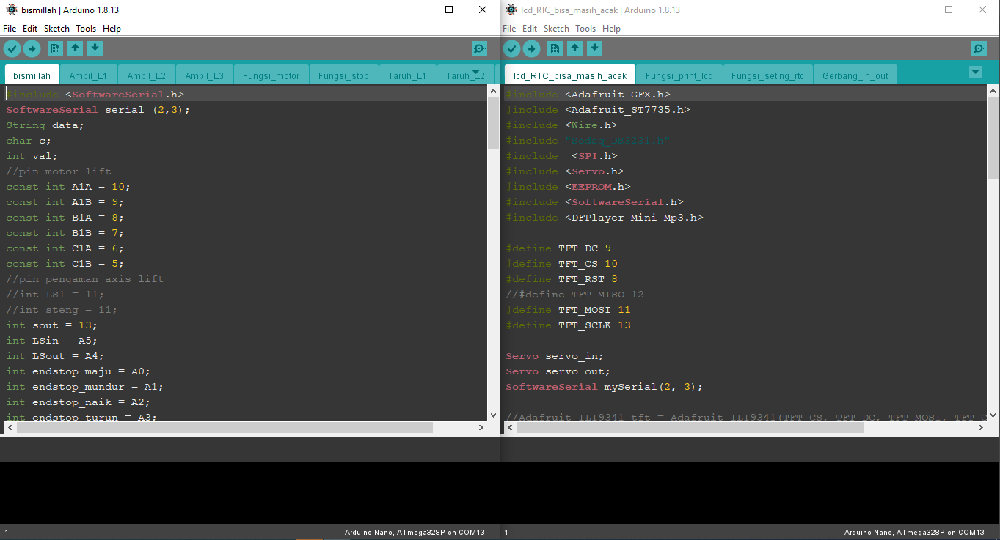 bismillah | Arduino 1.8.13
File Edit Sketch Tools Help
bismillah Ambil_L1 Ambil_L2 Ambil_L3 Fungsi_motor Fungsi_stop Taruh_L1 Taruh_L2
#include <SoftwareSerial.h>
SoftwareSerial serial (2,3);
String data;
char c;
int val;
//pin motor lift
const int A1A = 10;
const int A1B = 9;
const int B1A = 8;
const int B1B = 7;
const int C1A = 6;
const int C1B = 5;
//pin pengaman axis lift
//int LS1 = 11;
//int steng = 11;
int sout = 13;
int LSin = A5;
int LSout = A4;
int endstop_maju = A0;
int endstop_mundur = A1;
int endstop_naik = A2;
int endstop_turun = A3;
1
Arduino Nano, ATmega328P on COM13
lcd_RTC_bisa_masih_acak | Arduino 1.8.13
File Edit Sketch Tools Help
lcd_RTC_bisa_masih_acak Fungsi_print_lcd Fungsi_seting_rtc Gerbang_in_out
#include <Adafruit_GFX.h>
#include <Adafruit_ST7735.h>
#include <Wire.h>
#include "Sodaq_DS3231.h"
#include  <SPI.h>
#include <Servo.h>
#include <EEPROM.h>
#include <SoftwareSerial.h>
#include <DFPlayer_Mini_Mp3.h>
#define TFT_DC 9
#define TFT_CS 10
#define TFT_RST 8
//#define TFT_MISO 12
#define TFT_MOSI 11
#define TFT_SCLK 13
Servo servo_in;
Servo servo_out;
SoftwareSerial mySerial(2, 3);
//Adafruit_ILI9341 tft = Adafruit_ILI9341(TFT_CS, TFT_DC, TFT_MOSI, TFT_C
1
Arduino Nano, ATmega328P on COM13